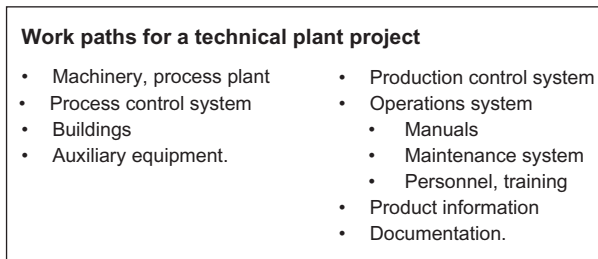 Work paths for a technical plant project
• Machinery, process plant
• Process control system
• Buildings
• Auxiliary equipment.
• Production control system
• Operations system
• Manuals
• Maintenance system
• Personnel, training
• Product information
• Documentation.